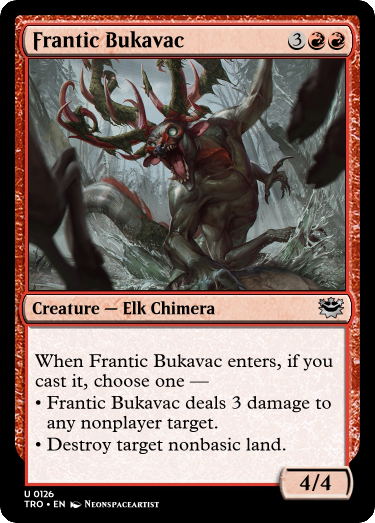 Frantic Bukavac 3
Creature — Elk Chimera
When Frantic Bukavac enters, if you
cast it, choose one —
• Frantic Bukavac deals 3 damage to
any nonplayer target.
• Destroy target nonbasic land.
4/4
U 0126
TRO • EN Neonspaceartist